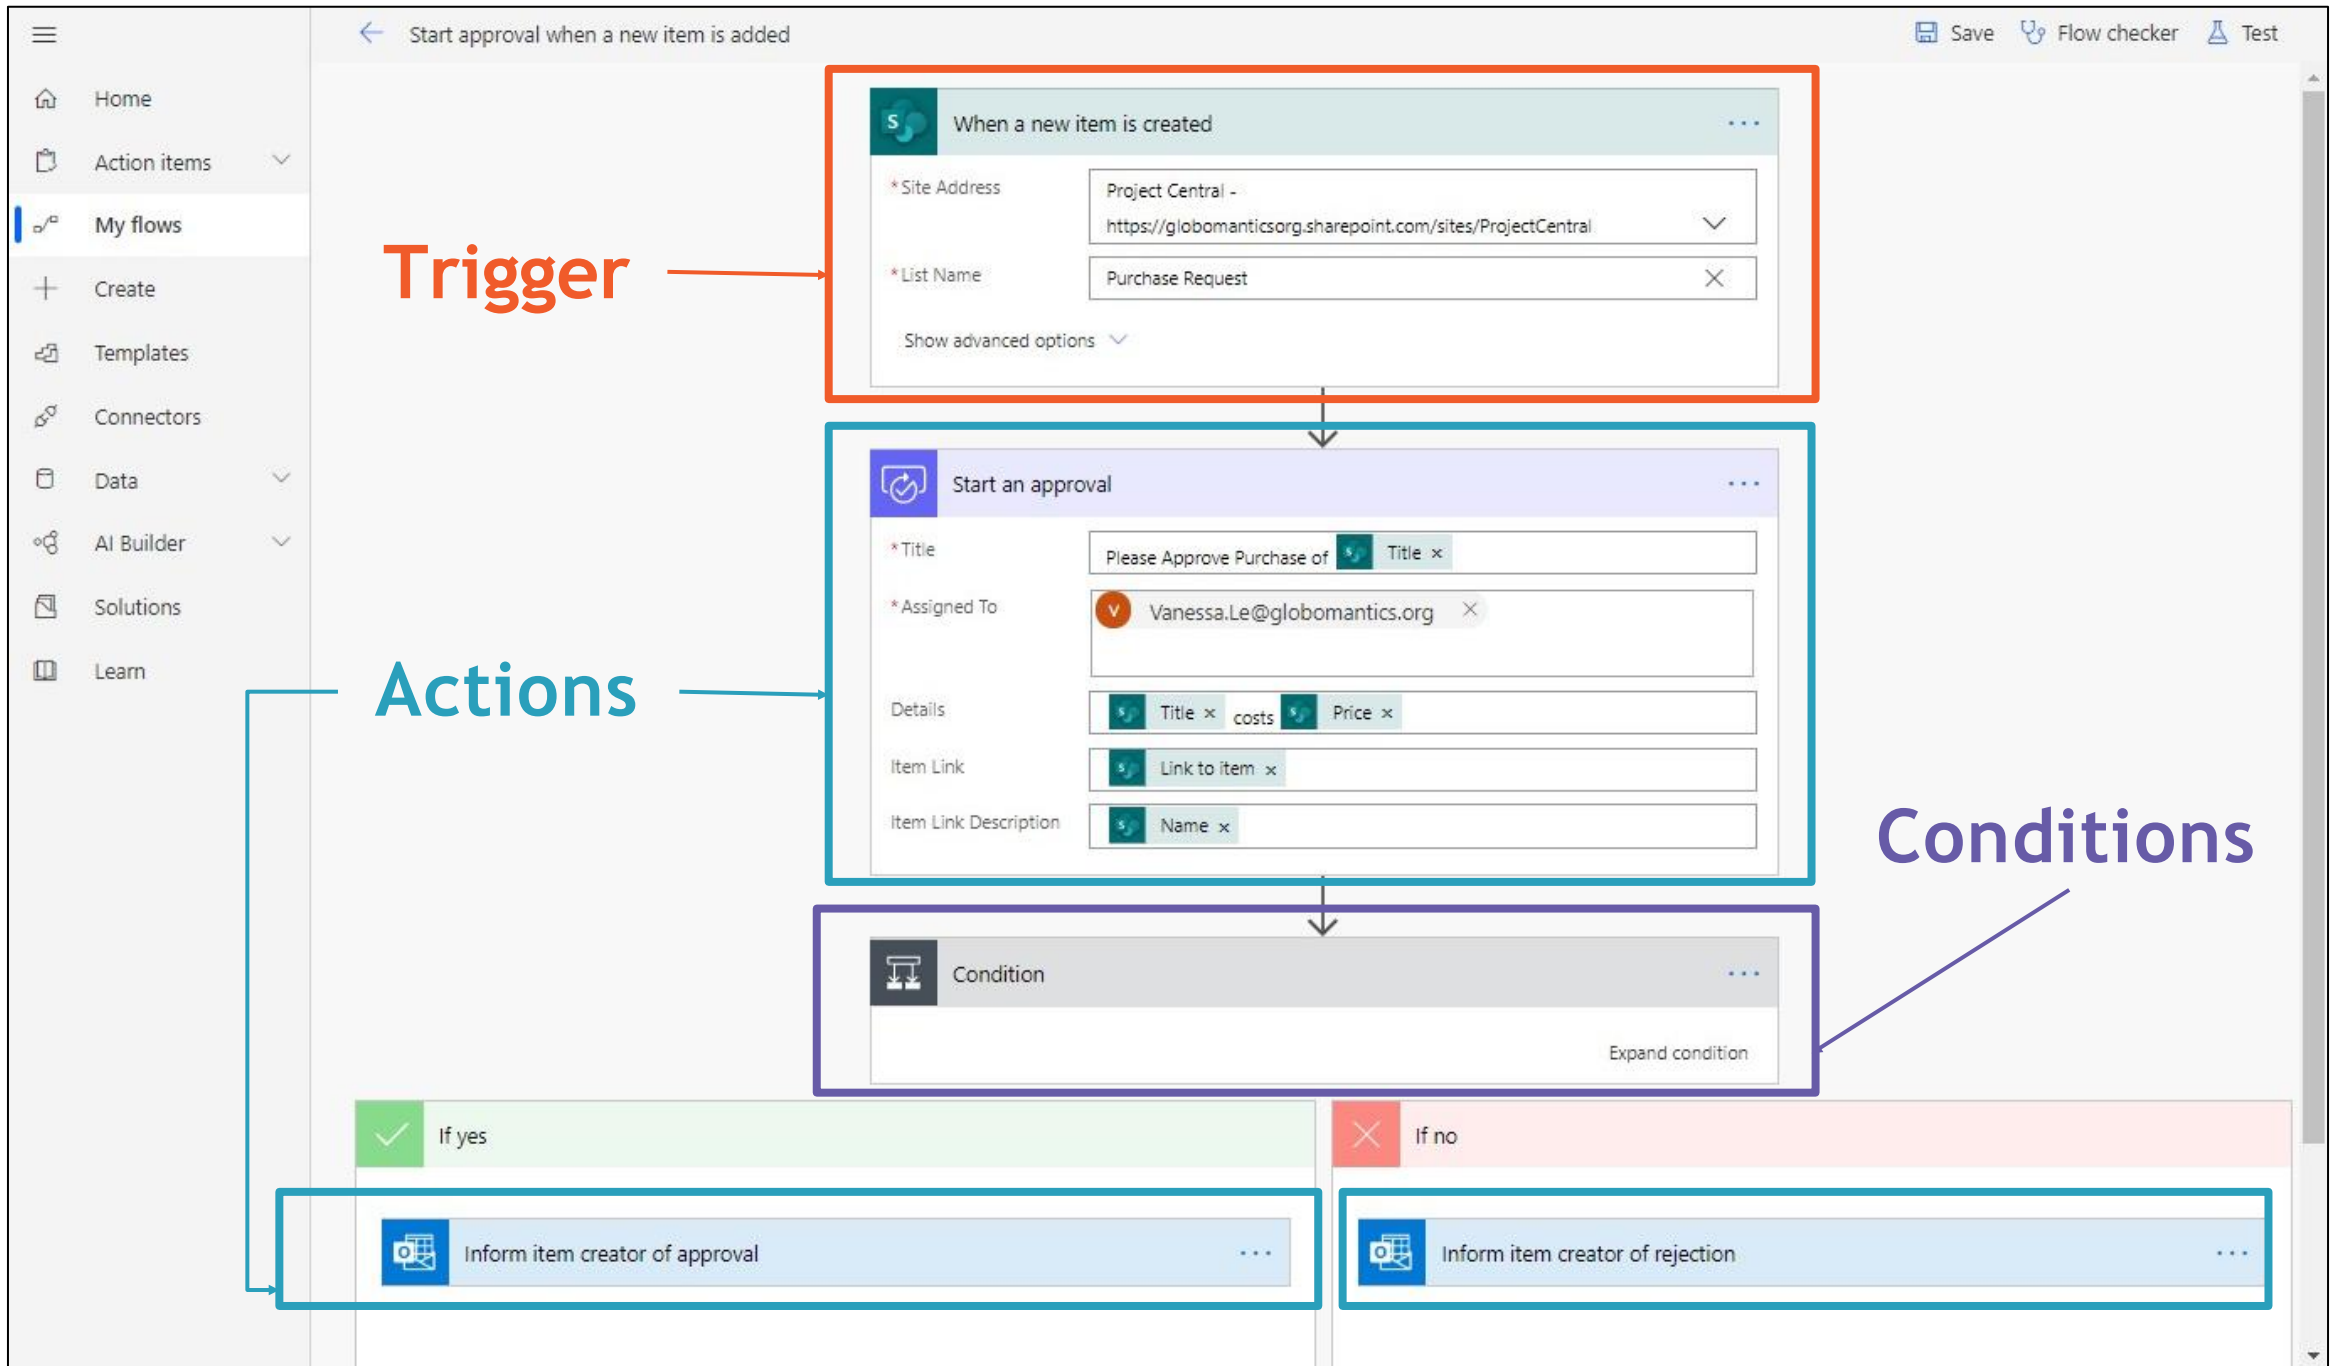 Start approval when a new item is added
Save
Flow checker
Test
Home
Action items
My flows
Create
Templates
Connectors
Data
AI Builder
Solutions
Learn
Trigger
S
When a new item is created
...
*Site Address
Project Central -
https://globomanticsorg.sharepoint.com/sites/ProjectCentral
*List Name
Purchase Request
Show advanced options
Actions
Start an approval
...
*Title
Please Approve Purchase of S Title ×
*Assigned To
V Vanessa.Le@globomantics.org ×
Details
S Title × costs S Price ×
Item Link
S Link to item ×
Item Link Description
S Name ×
Conditions
Condition
...
Expand condition
If yes
If no
Inform item creator of approval
...
Inform item creator of rejection
...